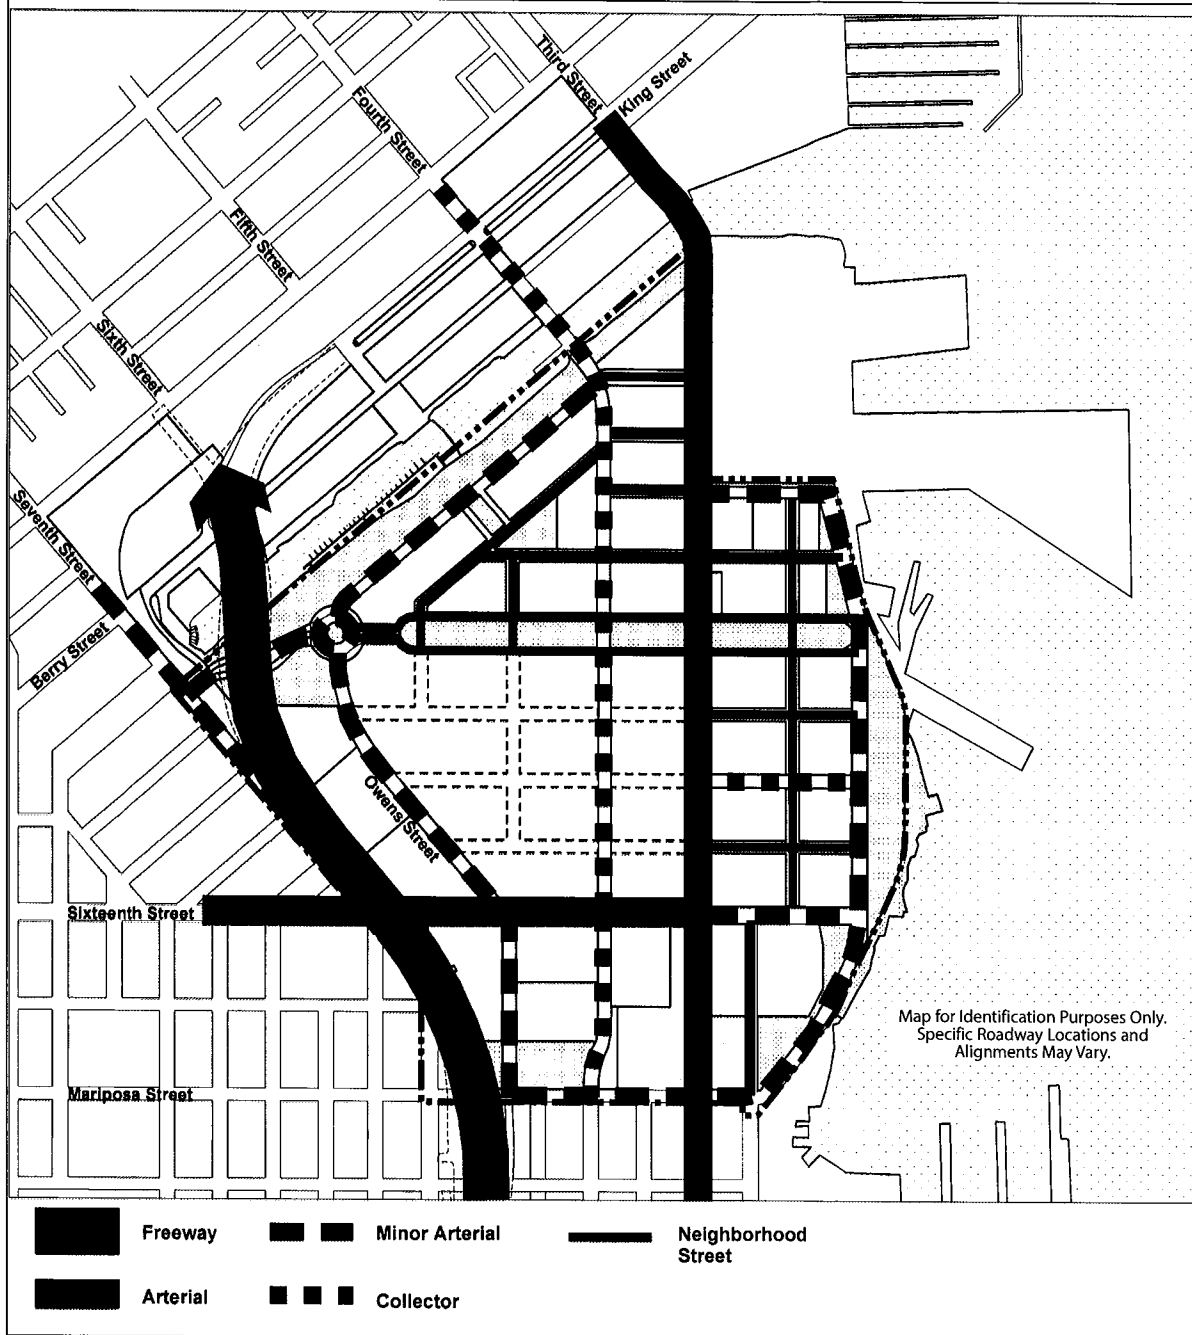 Third Street
King Street
Fourth Street
Fifth Street
Sixth Street
Seventh Street
Berry Street
Owens Street
Sixteenth Street
Map for Identification Purposes Only.
Specific Roadway Locations and
Alignments May Vary.
Mariposa Street
Freeway
Minor Arterial
Neighborhood
Street
Arterial
Collector